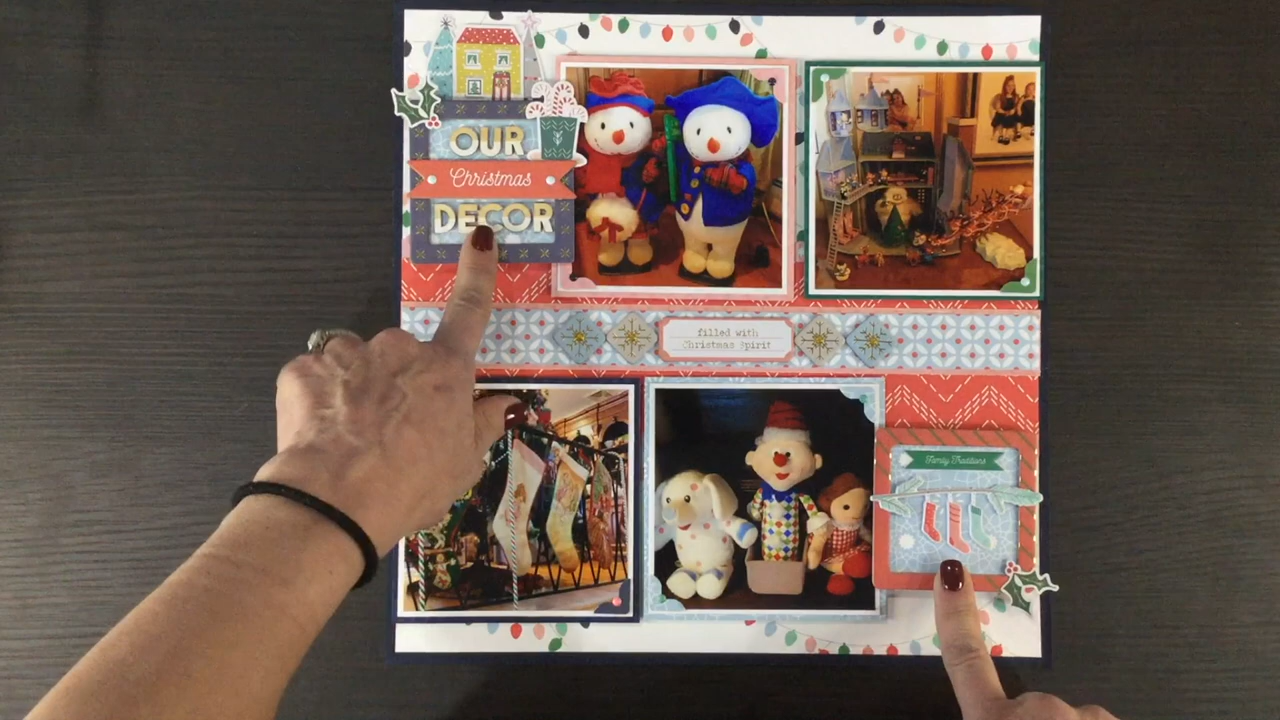 OUR
Christmas
DECOR
filled with
Christmas Spirit
Family Traditions